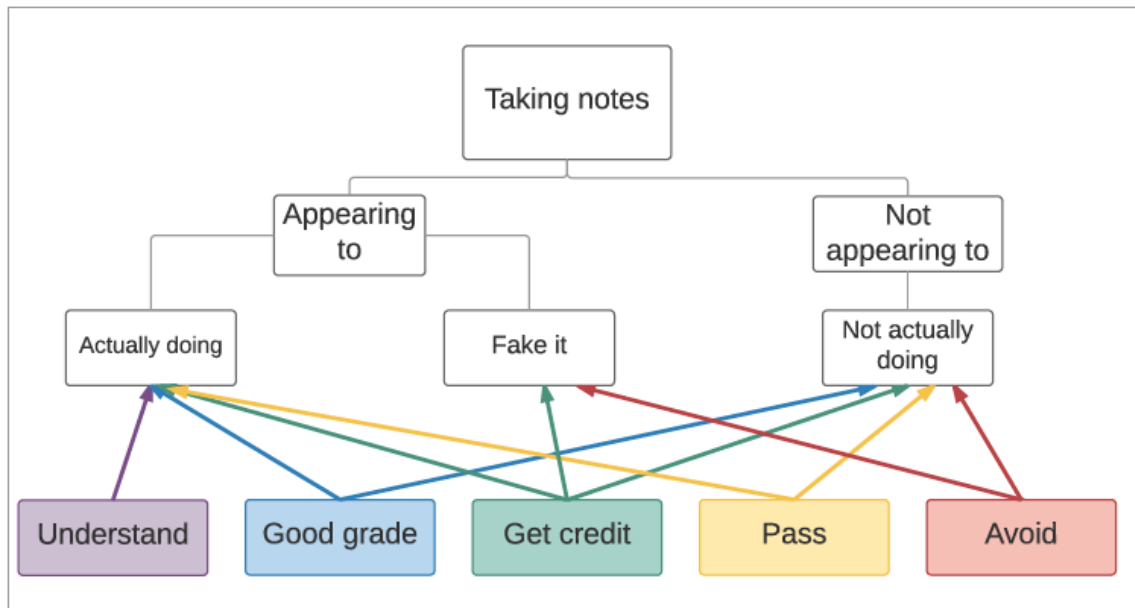 Taking notes
Appearing
to
Not
appearing to
Actually doing
Fake it
Not actually
doing
Understand
Good grade
Get credit
Pass
Avoid